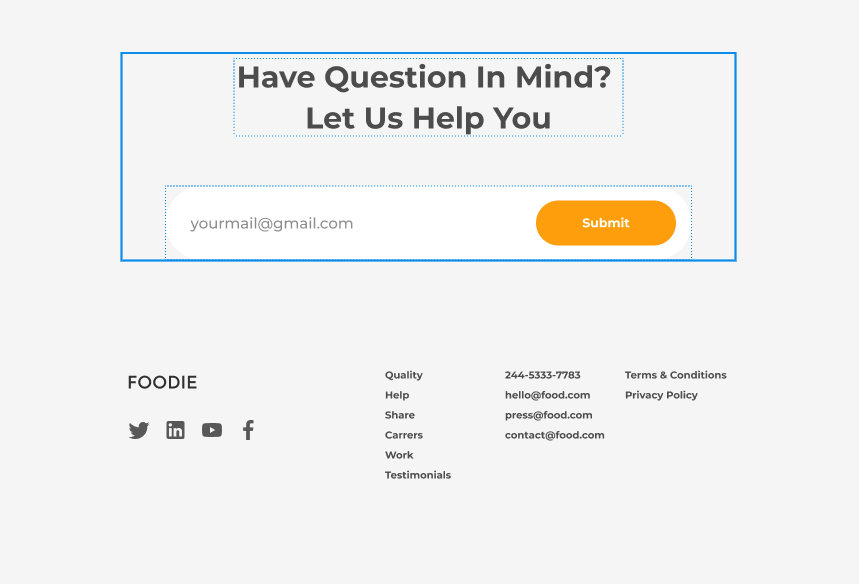 Have Question In Mind?
Let Us Help You
yourmail@gmail.com
Submit
FOODIE
Quality
Help
Share
Carrers
Work
Testimonials
244-5333-7783
hello@food.com
press@food.com
contact@food.com
Terms & Conditions
Privacy Policy